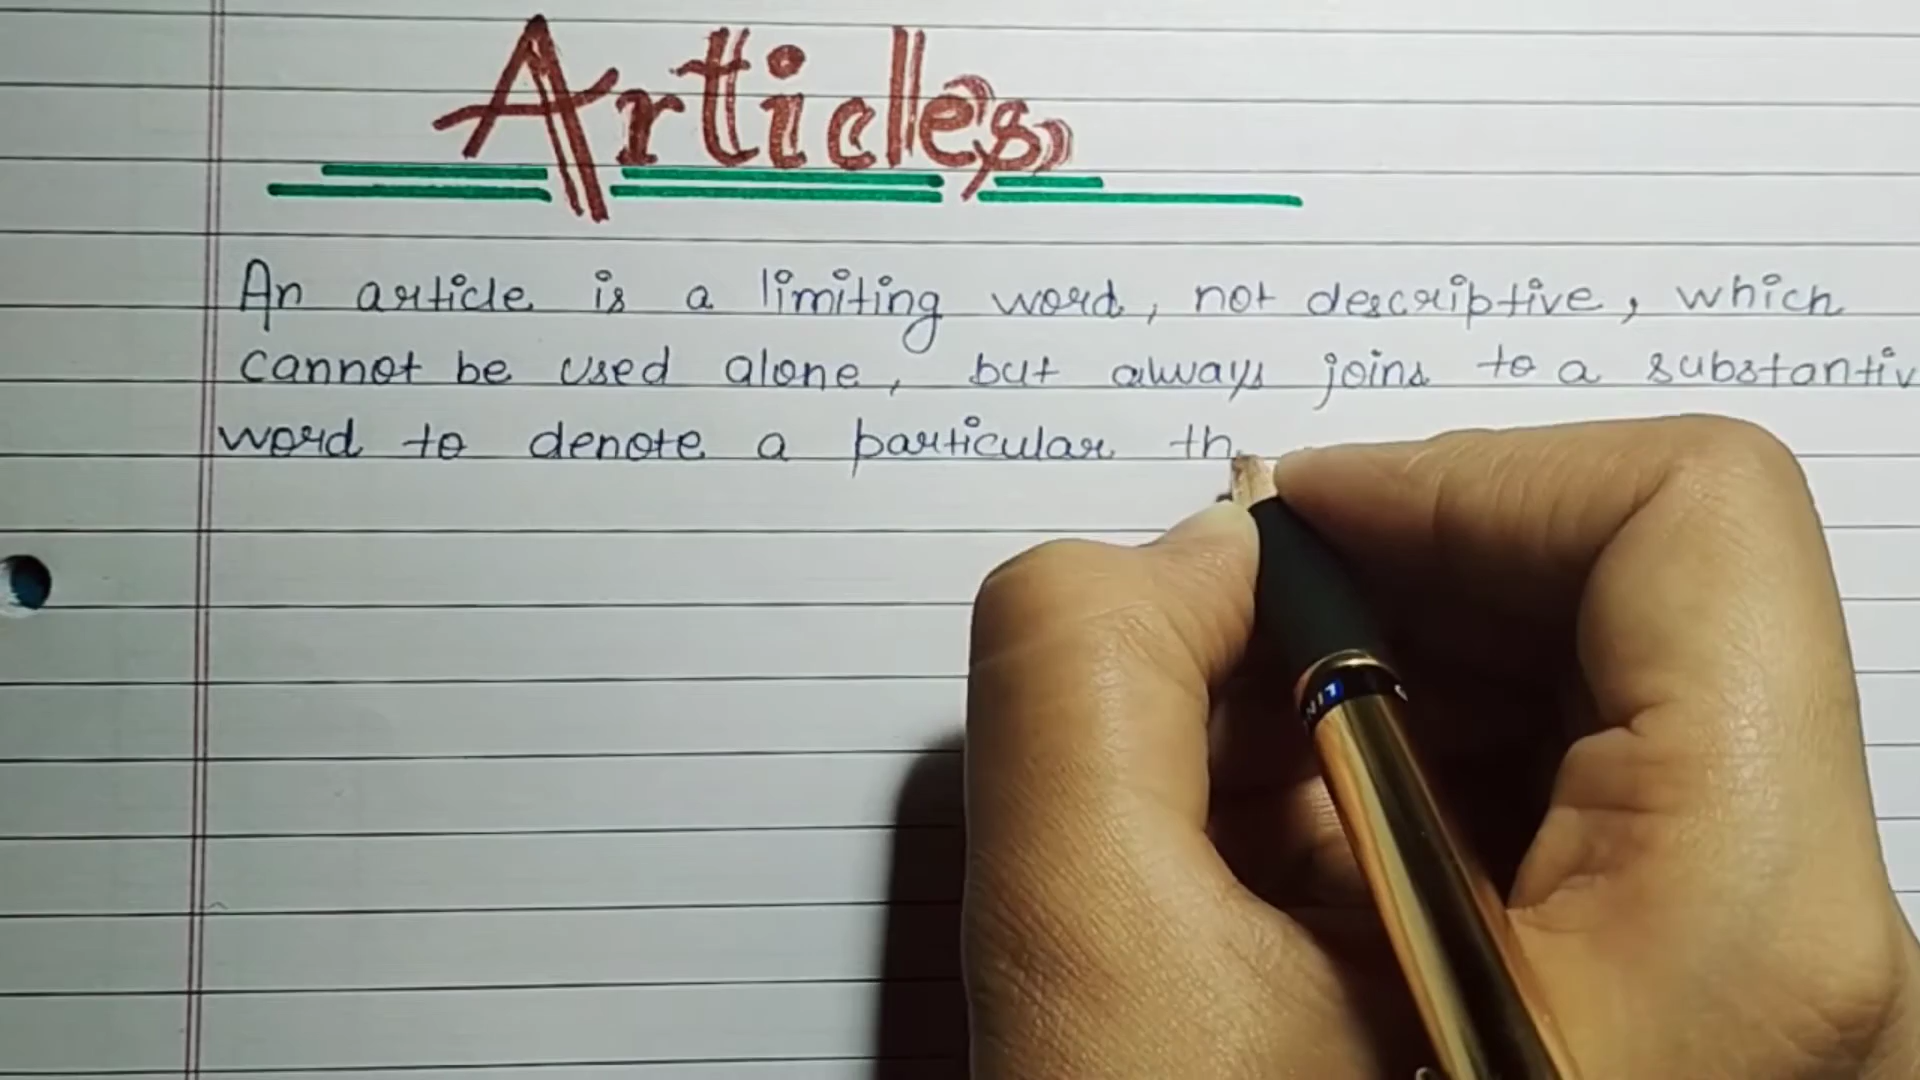 Articles
An article is a limiting word, not descriptive, which
cannot be used alone, but always joins to a substantiv
word to denote a particular th